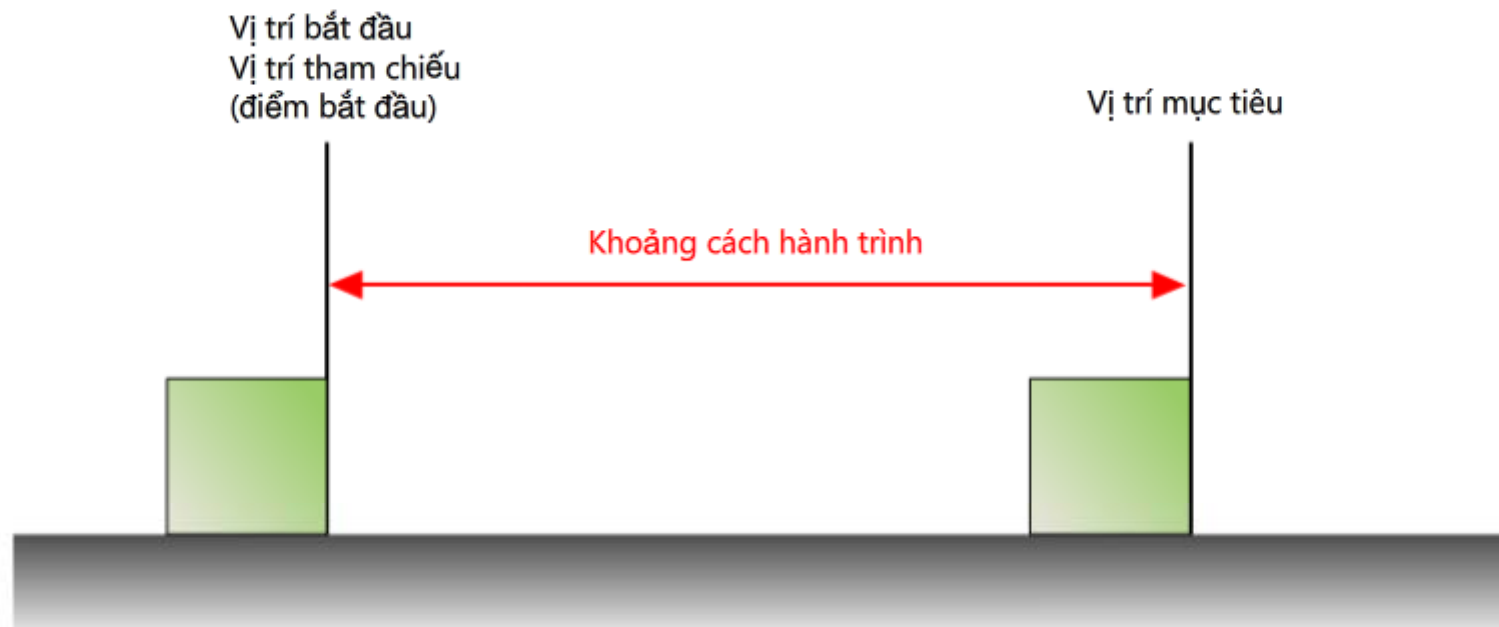 Vị trí bắt đầu
Vị trí tham chiếu
(điểm bắt đầu)
Vị trí mục tiêu
Khoảng cách hành trình